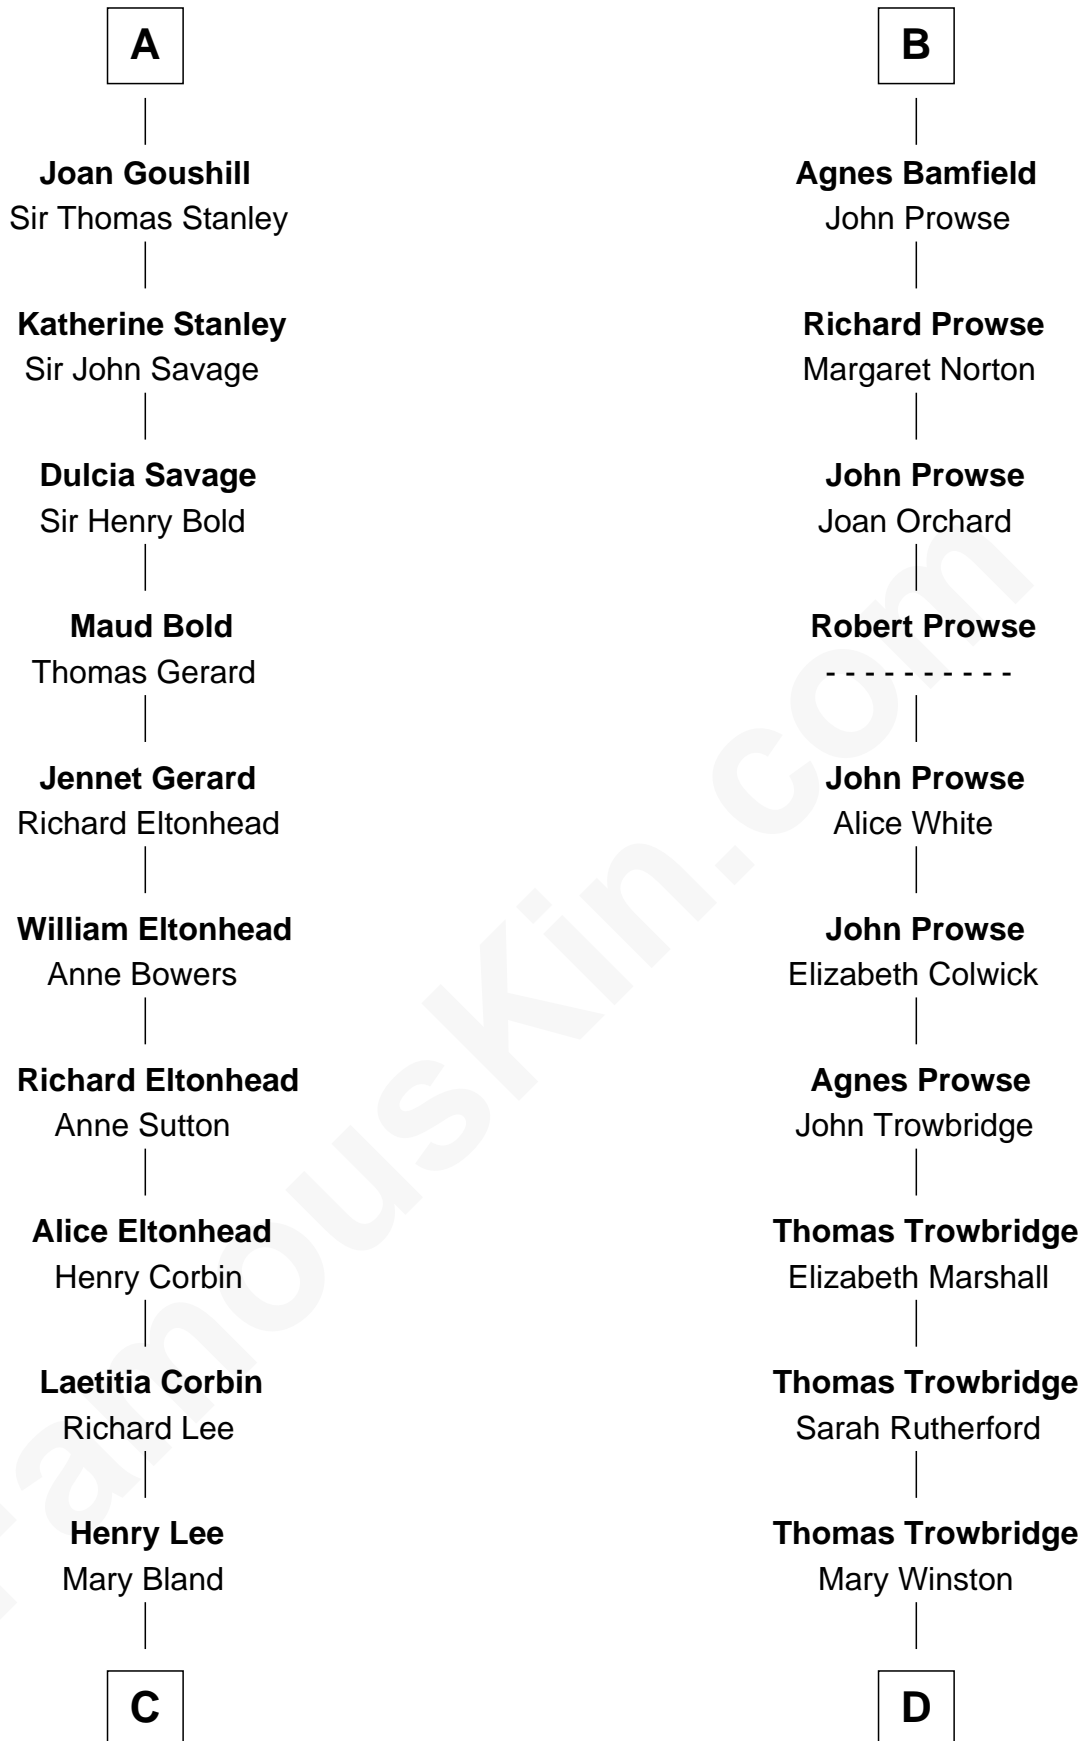 A
Joan Goushill
Sir Thomas Stanley
Katherine Stanley
Sir John Savage
Dulcia Savage
Sir Henry Bold
Maud Bold
Thomas Gerard
Jennet Gerard
Richard Eltonhead
William Eltonhead
Anne Bowers
Richard Eltonhead
Anne Sutton
Alice Eltonhead
Henry Corbin
Laetitia Corbin
Richard Lee
Henry Lee
Mary Bland
C
B
Agnes Bamfield
John Prowse
Richard Prowse
Margaret Norton
John Prowse
Joan Orchard
Robert Prowse
- - - - - - - - - -
John Prowse
Alice White
John Prowse
Elizabeth Colwick
Agnes Prowse
John Trowbridge
Thomas Trowbridge
Elizabeth Marshall
Thomas Trowbridge
Sarah Rutherford
Thomas Trowbridge
Mary Winston
D
FamousKin.com